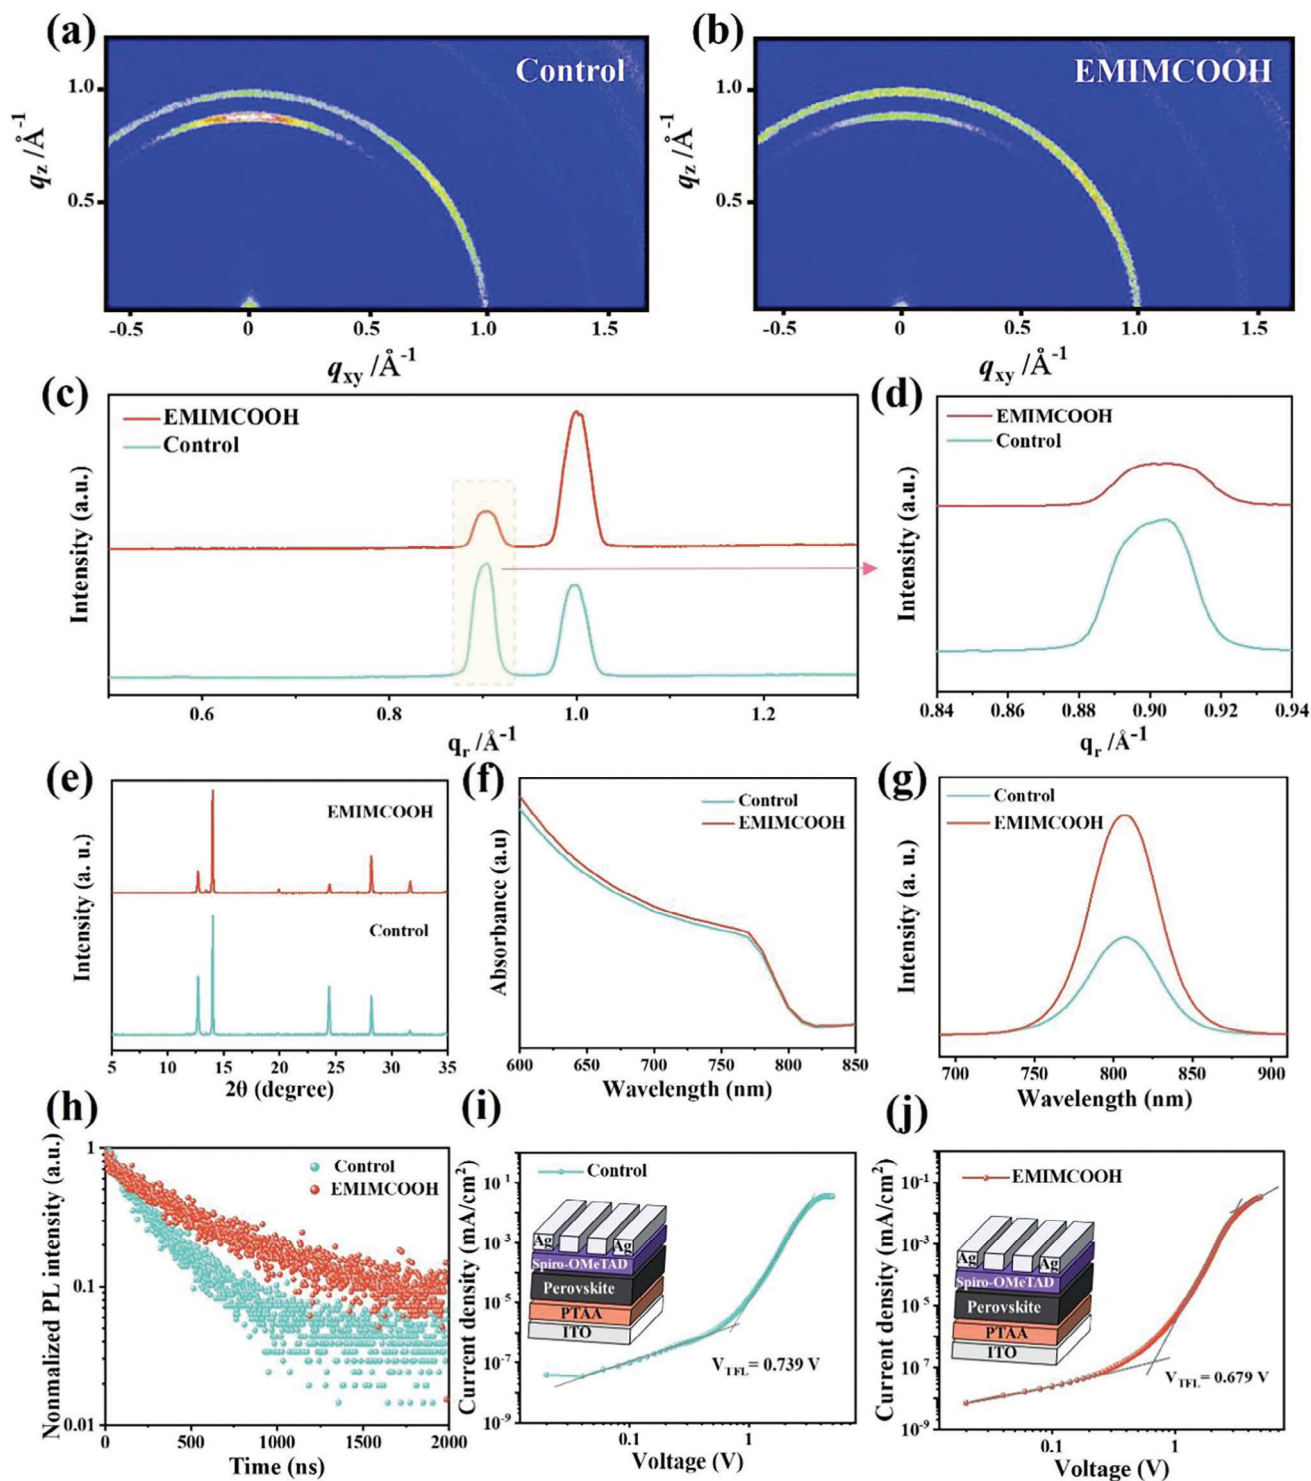 (a)
Control
1.0
0.5
q_z /Å⁻¹
-0.5 0 0.5 1.0 1.5
q_xy /Å⁻¹
(b)
EMIMCOOH
1.0
0.5
q_z /Å⁻¹
-0.5 0 0.5 1.0 1.5
q_xy /Å⁻¹
(c)
EMIMCOOH
Control
Intensity (a.u.)
0.6 0.8 1.0 1.2
q_r /Å⁻¹
(d)
EMIMCOOH
Control
Intensity (a.u.)
0.84 0.86 0.88 0.90 0.92 0.94
q_r /Å⁻¹
(e)
EMIMCOOH
Control
Intensity (a. u.)
5 10 15 20 25 30 35
2θ (degree)
(f)
Control
EMIMCOOH
Absorbance (a.u)
600 650 700 750 800 850
Wavelength (nm)
(g)
Control
EMIMCOOH
Intensity (a. u.)
700 750 800 850 900
Wavelength (nm)
(h)
Control
EMIMCOOH
Nonmalized PL intensity (a.u.)
1
0.1
0.01
0 500 1000 1500 2000
Time (ns)
(i)
Control
Current density (mA/cm²)
10⁻¹
10⁻³
10⁻⁵
10⁻⁷
10⁻⁹
Ag Ag
Spiro-OMeTAD
Perovskite
PTAA
ITO
V_TFL= 0.739 V
0.1 1
Voltage (V)
(j)
EMIMCOOH
Current density (mA/cm²)
10⁻¹
10⁻³
10⁻⁵
10⁻⁷
10⁻⁹
Ag Ag
Spiro-OMeTAD
Perovskite
PTAA
ITO
V_TFL= 0.679 V
0.1 1
Voltage (V)